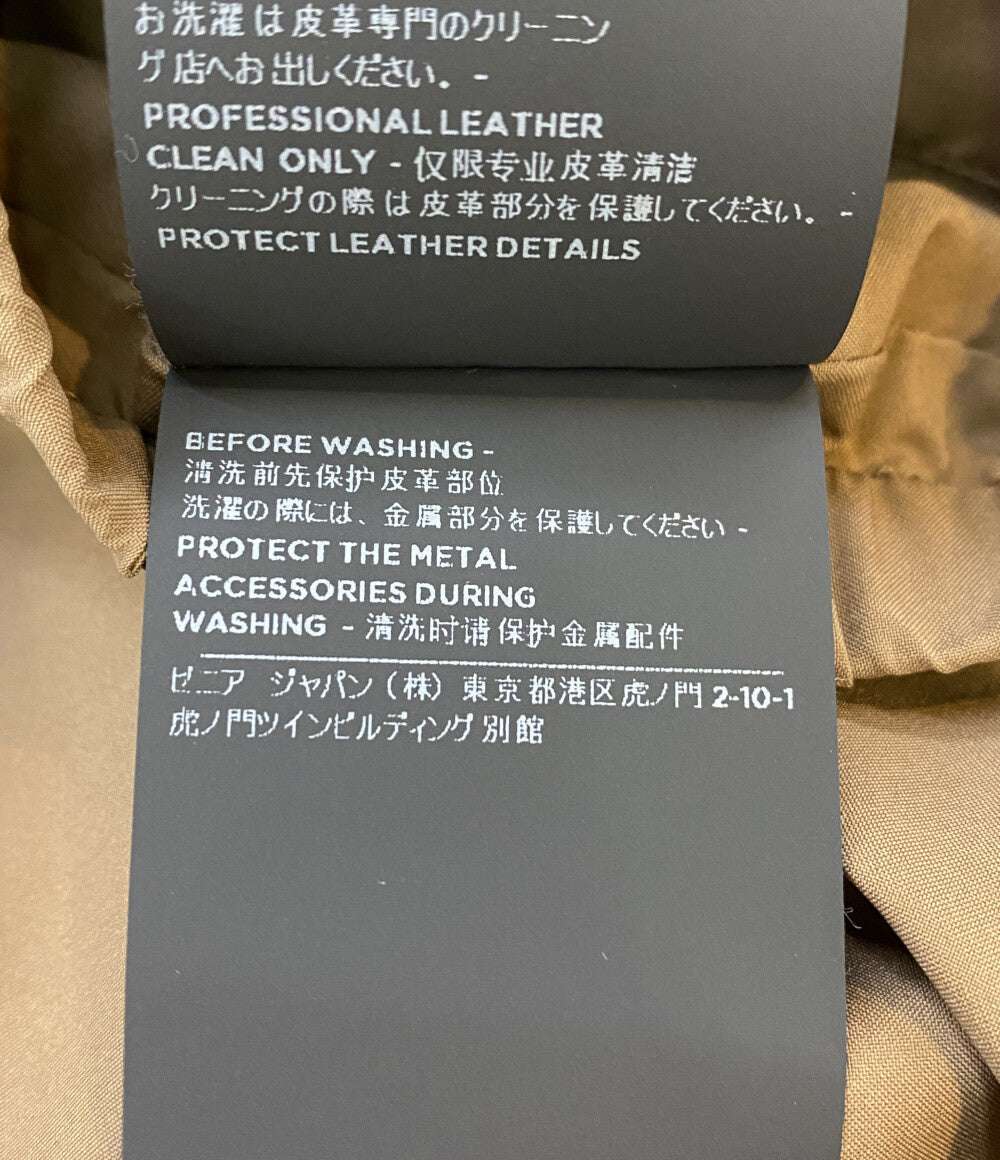 お洗濯は皮革専門のクリーニン
グ店へお出しください。-
PROFESSIONAL LEATHER
CLEAN ONLY - 仅限专业皮革清洁
クリーニングの際は皮革部分を保護してください。-
PROTECT LEATHER DETAILS
BEFORE WASHING -
清洗前先保护皮革部位
洗濯の際には、金属部分を保護してください -
PROTECT THE METAL
ACCESSORIES DURING
WASHING - 清洗时请保护金属配件
ピニア ジャパン(株)東京都港区虎ノ門 2-10-1
虎ノ門ツインビルディング別館